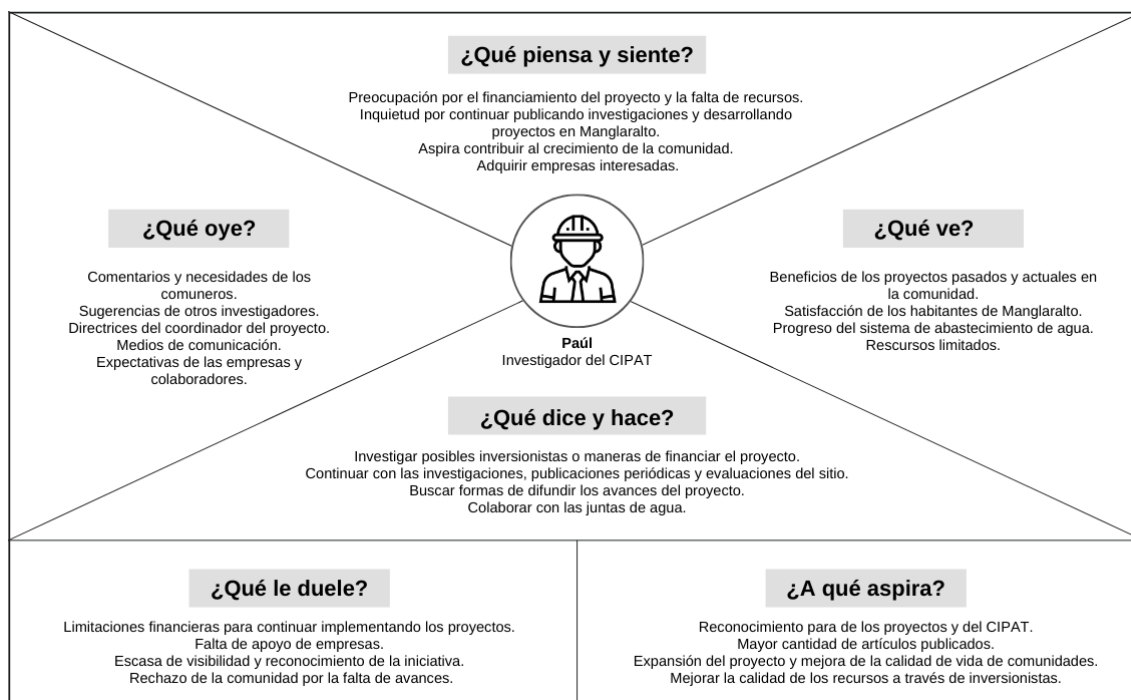 ¿Qué piensa y siente?
Preocupación por el financiamiento del proyecto y la falta de recursos.
Inquietud por continuar publicando investigaciones y desarrollando
proyectos en Manglaralto.
Aspira contribuir al crecimiento de la comunidad.
Adquirir empresas interesadas.
¿Qué oye?
Comentarios y necesidades de los
comuneros.
Sugerencias de otros investigadores.
Directrices del coordinador del proyecto.
Medios de comunicación.
Expectativas de las empresas y
colaboradores.
¿Qué ve?
Beneficios de los proyectos pasados y actuales en
la comunidad.
Satisfacción de los habitantes de Manglaralto.
Progreso del sistema de abastecimiento de agua.
Rescursos limitados.
Paúl
Investigador del CIPAT
¿Qué dice y hace?
Investigar posibles inversionistas o maneras de financiar el proyecto.
Continuar con las investigaciones, publicaciones periódicas y evaluaciones del sitio.
Buscar formas de difundir los avances del proyecto.
Colaborar con las juntas de agua.
¿Qué le duele?
Limitaciones financieras para continuar implementando los proyectos.
Falta de apoyo de empresas.
Escasa de visibilidad y reconocimiento de la iniciativa.
Rechazo de la comunidad por la falta de avances.
¿A qué aspira?
Reconocimiento para de los proyectos y del CIPAT.
Mayor cantidad de artículos publicados.
Expansión del proyecto y mejora de la calidad de vida de comunidades.
Mejorar la calidad de los recursos a través de inversionistas.